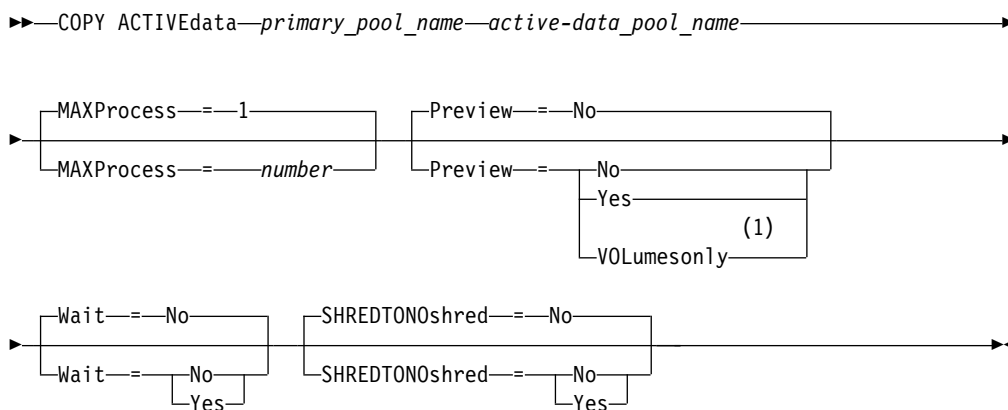 COPY ACTIVEdata primary_pool_name active-data_pool_name
MAXProcess = 1 Preview = No
MAXProcess = number Preview = No
Yes
(1)
VOLumesonly
Wait = No SHREDTONOshred = No
Wait = No SHREDTONOshred = No
Yes Yes